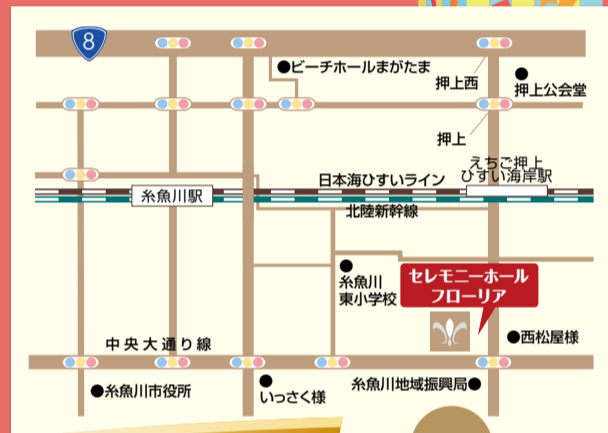 8
ビーチホールまがたま
押上西
押上公会堂
押上
えちご押上
ひすい海岸駅
日本海ひすいライン
糸魚川駅
北陸新幹線
糸魚川
東小学校
セレモニーホール
フローリア
西松屋様
中央大通り線
糸魚川市役所
いっさく様
糸魚川地域振興局